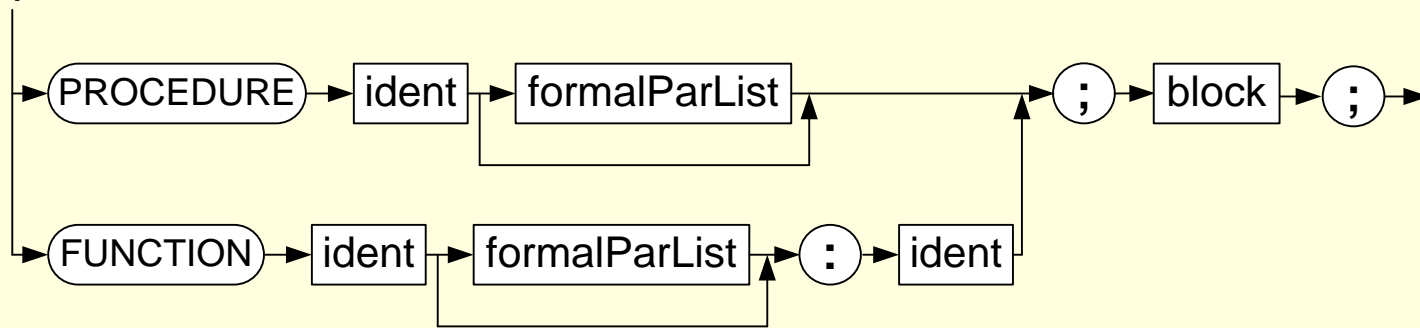 PROCEDURE ident formalParList ; block ;
FUNCTION ident formalParList : ident